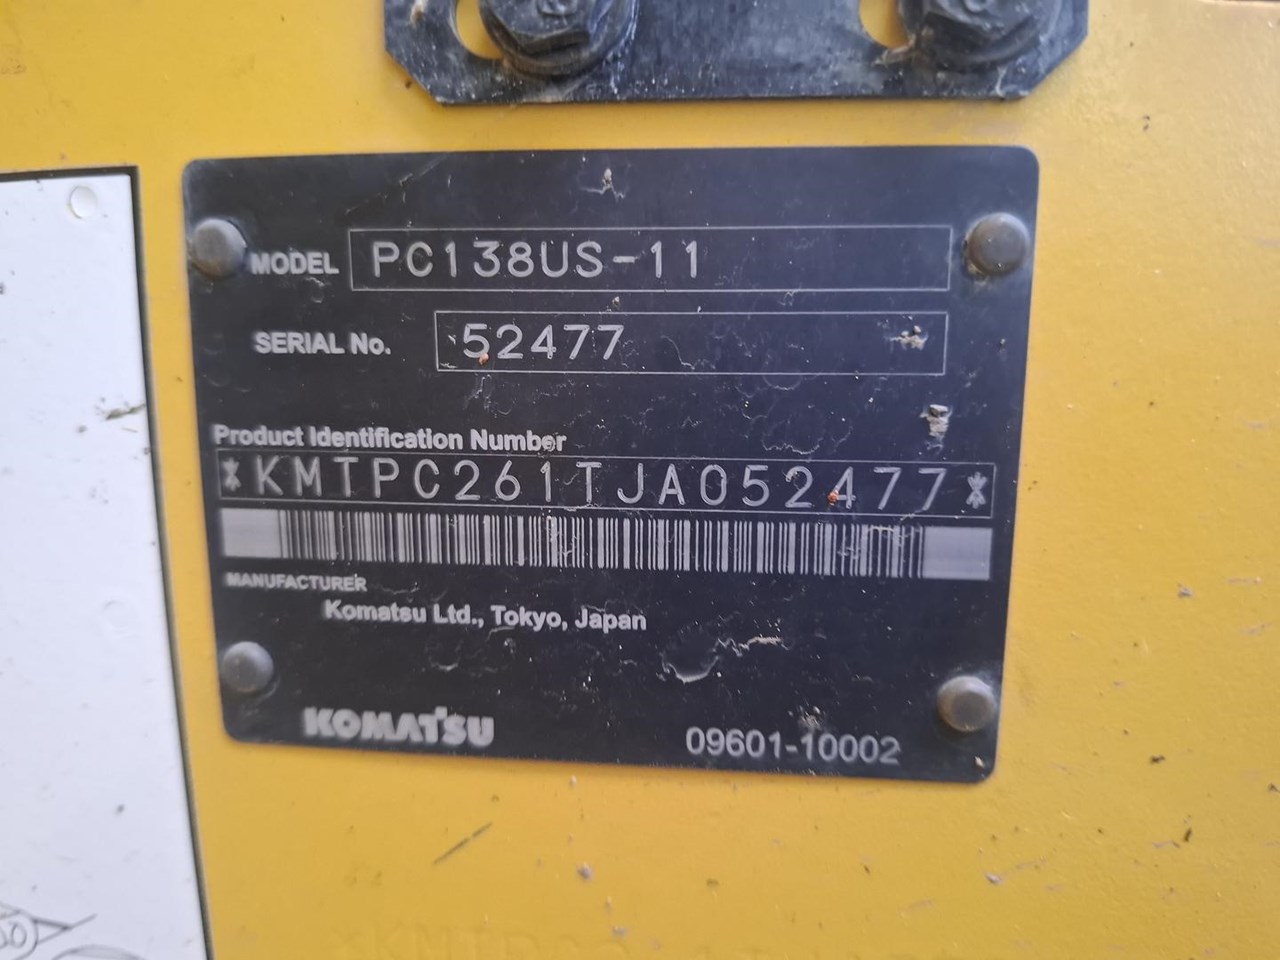 MODEL PC138US-11
SERIAL No. 52477
Product Identification Number
*KMTPC261TJA052477*
MANUFACTURER
Komatsu Ltd., Tokyo, Japan
KOMATSU 09601-10002